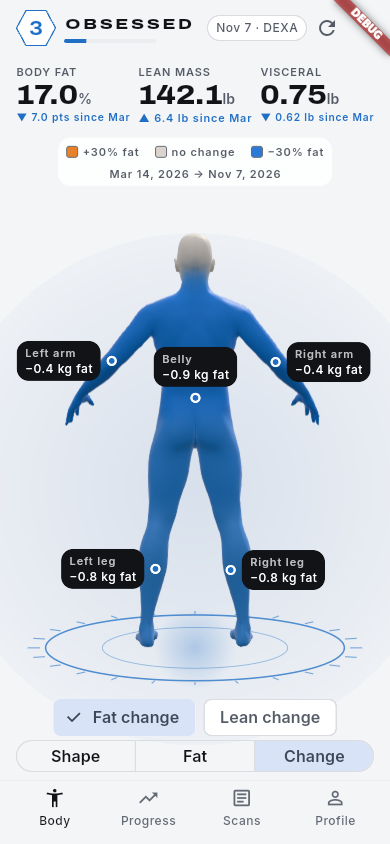 3 OBSESSED Nov 7 · DEXA DEBUG
BODY FAT LEAN MASS VISCERAL
17.0% 142.1lb 0.75lb
▼ 7.0 pts since Mar ▲ 6.4 lb since Mar ▼ 0.62 lb since Mar
+30% fat no change −30% fat
Mar 14, 2026 → Nov 7, 2026
Left arm
−0.4 kg fat
Belly
−0.9 kg fat
Right arm
−0.4 kg fat
Left leg
−0.8 kg fat
Right leg
−0.8 kg fat
Fat change Lean change
Shape Fat Change
Body Progress Scans Profile